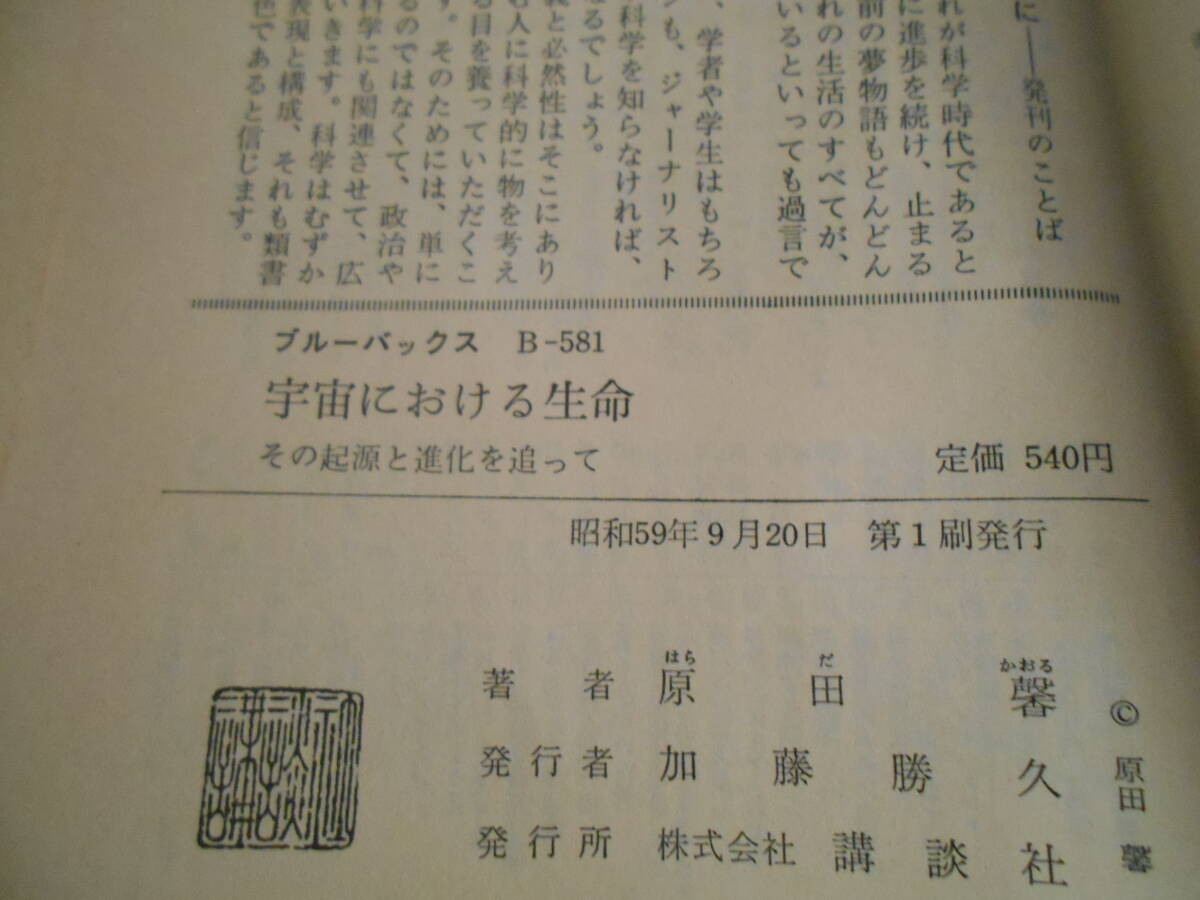 に――発刊のことば
れが科学時代であると
に進歩を続け、止まる
前の夢物語もどんどん
れの生活のすべてが、
いるといっても過言で
、学者や学生はもちろ
も、ジャーナリスト
科学を知らなければ、
なるでしょう。
と必然性はそこにあり
人に科学的に物を考え
る目を養っていただくこ
す。そのためには、単に
るのではなくて、政治や
科学にも関連させて、広
いきます。科学はむずか
表現と構成、それも類書
色であると信じます。
ブルーバックス B-581
宇宙における生命
その起源と進化を追って
定価 540円
昭和59年9月20日 第1刷発行
はら だ かおる
著者 原田馨
発行者 加藤勝久
発行所 株式会社 講談社
© 原田 馨